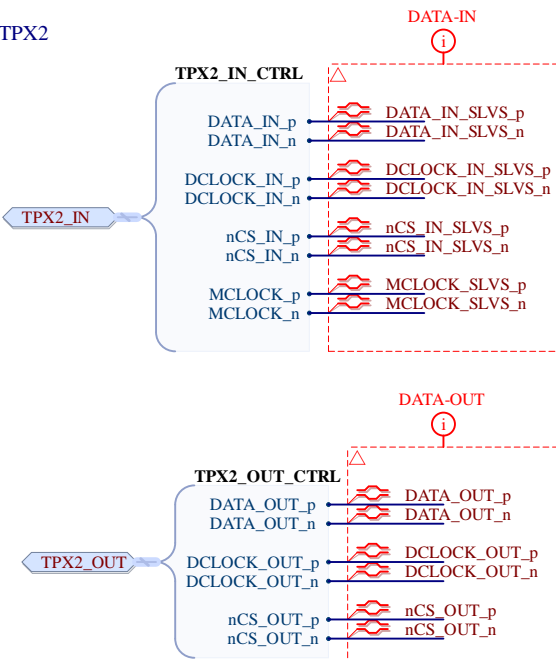 TPX2
DATA-IN
i
TPX2_IN_CTRL
DATA_IN_p DATA_IN_SLVS_p
DATA_IN_n DATA_IN_SLVS_n
DCLOCK_IN_p DCLOCK_IN_SLVS_p
DCLOCK_IN_n DCLOCK_IN_SLVS_n
TPX2_IN
nCS_IN_p nCS_IN_SLVS_p
nCS_IN_n nCS_IN_SLVS_n
MCLOCK_p MCLOCK_SLVS_p
MCLOCK_n MCLOCK_SLVS_n
DATA-OUT
i
TPX2_OUT_CTRL
DATA_OUT_p DATA_OUT_p
DATA_OUT_n DATA_OUT_n
TPX2_OUT
DCLOCK_OUT_p DCLOCK_OUT_p
DCLOCK_OUT_n DCLOCK_OUT_n
nCS_OUT_p nCS_OUT_p
nCS_OUT_n nCS_OUT_n